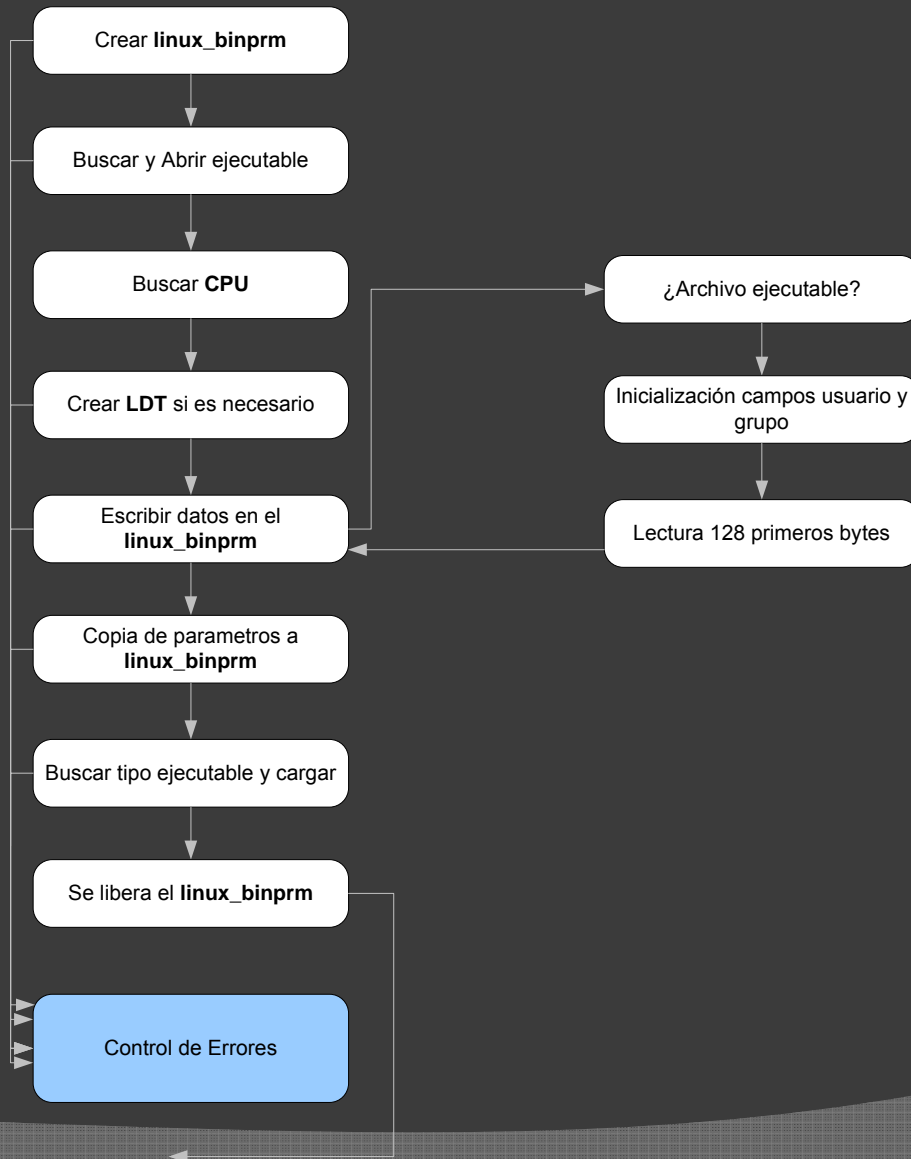 Crear linux_binprm
Buscar y Abrir ejecutable
Buscar CPU
Crear LDT si es necesario
Escribir datos en el
linux_binprm
Copia de parametros a
linux_binprm
Buscar tipo ejecutable y cargar
Se libera el linux_binprm
Control de Errores
¿Archivo ejecutable?
Inicialización campos usuario y
grupo
Lectura 128 primeros bytes